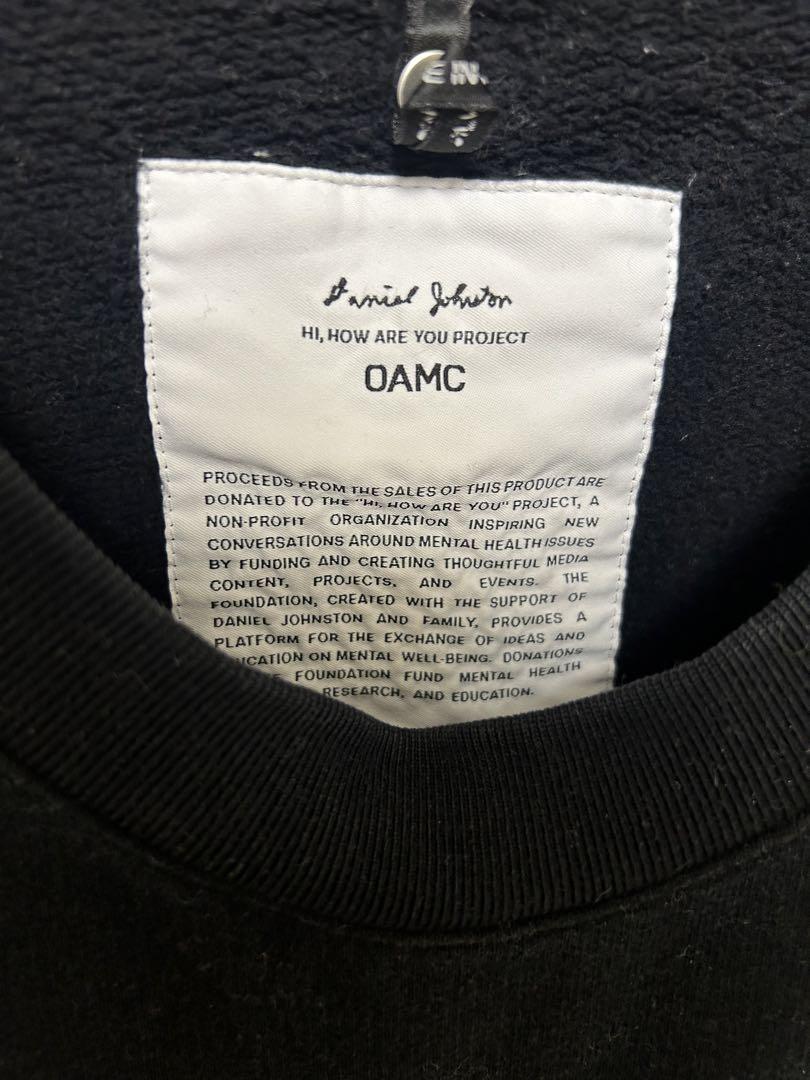 Daniel Johnston
HI, HOW ARE YOU PROJECT
OAMC
PROCEEDS FROM THE SALES OF THIS PRODUCT ARE
DONATED TO THE "HI, HOW ARE YOU" PROJECT, A
NON-PROFIT ORGANIZATION INSPIRING NEW
CONVERSATIONS AROUND MENTAL HEALTH ISSUES
BY FUNDING AND CREATING THOUGHTFUL MEDIA
CONTENT, PROJECTS, AND EVENTS. THE
FOUNDATION, CREATED WITH THE SUPPORT OF
DANIEL JOHNSTON AND FAMILY, PROVIDES A
PLATFORM FOR THE EXCHANGE OF IDEAS AND
UCATION ON MENTAL WELL-BEING. DONATIONS
FOUNDATION FUND MENTAL HEALTH
RESEARCH, AND EDUCATION.